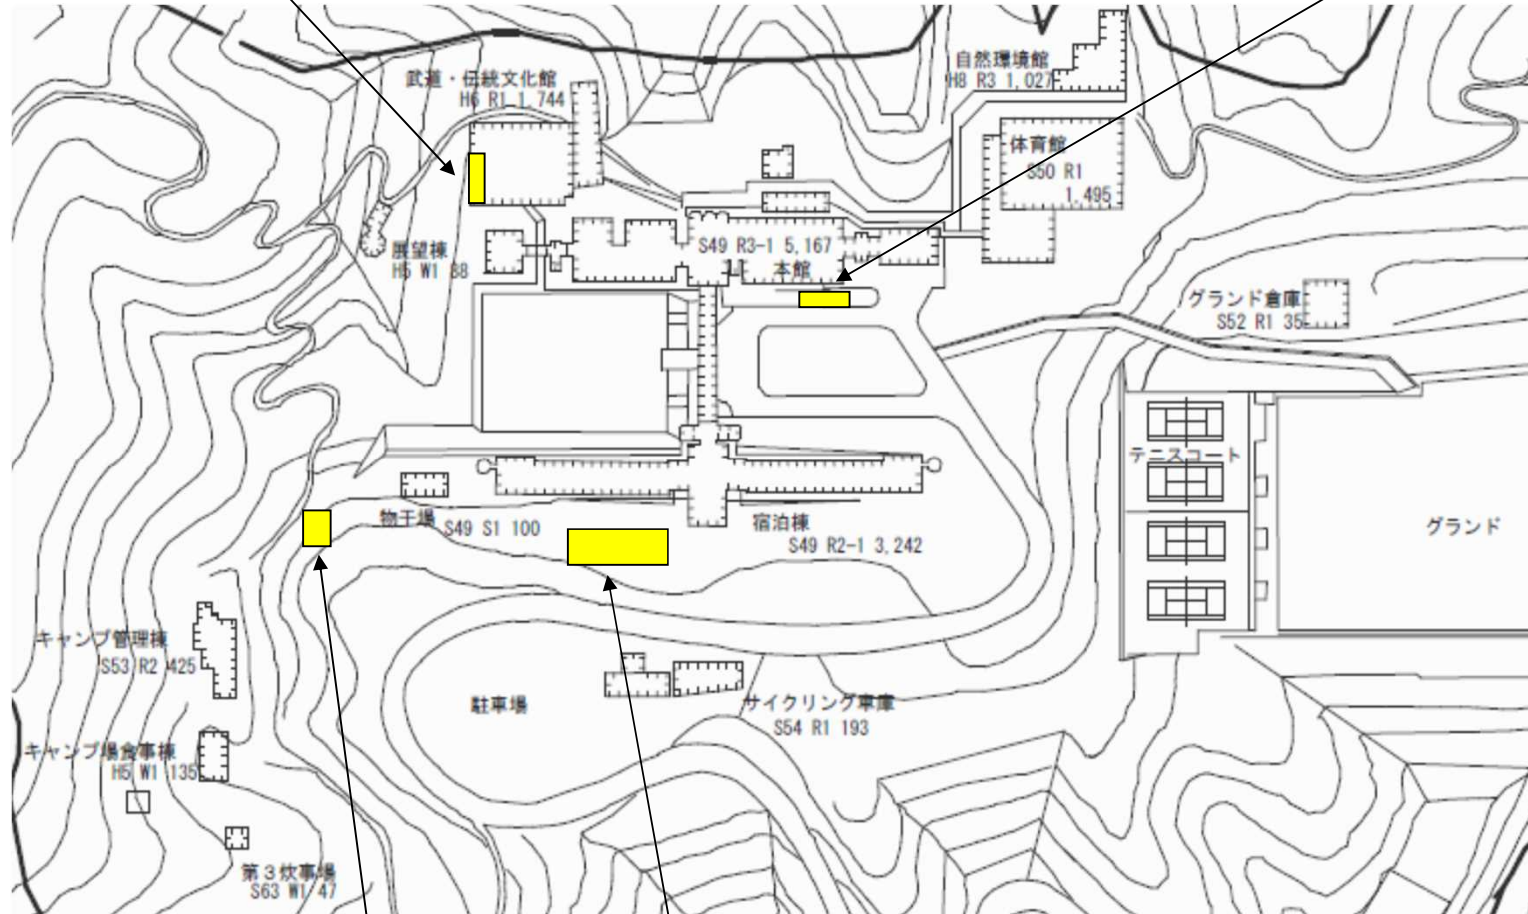 自然環境館
H8 R3 1,027
武道・伝統文化館
H6 R1 1,744
体育館
S50 R1
1,495
展望棟
H5 W1 88
S49 R3-1 5,167
本館
グランド倉庫
S52 R1 35
テニスコート
物干場
S49 S1 100
宿泊棟
S49 R2-1 3,242
グランド
キャンプ管理棟
S53 R2 425
駐車場
サイクリング車庫
S54 R1 193
キャンプ場食事棟
H5 W1 135
第3炊事場
S63 W1 47